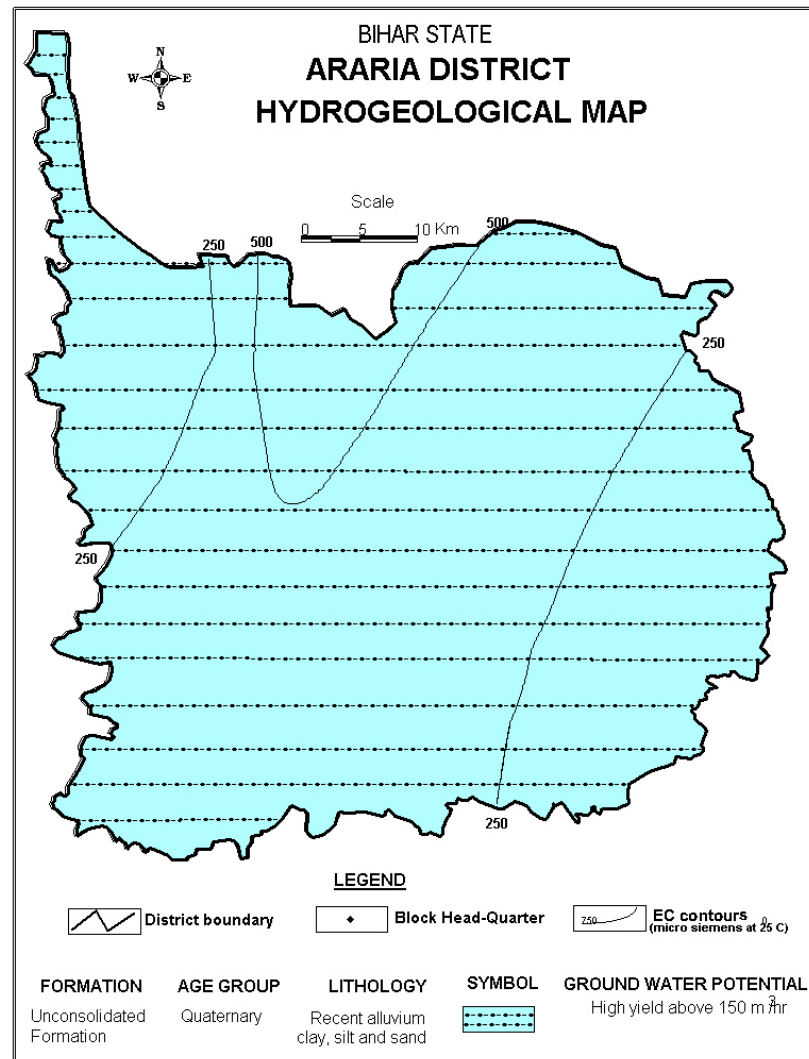 BIHAR STATE
ARARIA DISTRICT
HYDROGEOLOGICAL MAP
N
W E
S
Scale
0 5 10 Km
250 500 500
250
250
250
LEGEND
District boundary
Block Head-Quarter
750
EC contours
(micro siemens at 25 C)
0
FORMATION
AGE GROUP
LITHOLOGY
SYMBOL
GROUND WATER POTENTIAL
Unconsolidated
Formation
Quaternary
Recent alluvium
clay, silt and sand
High yield above 150 m³/hr